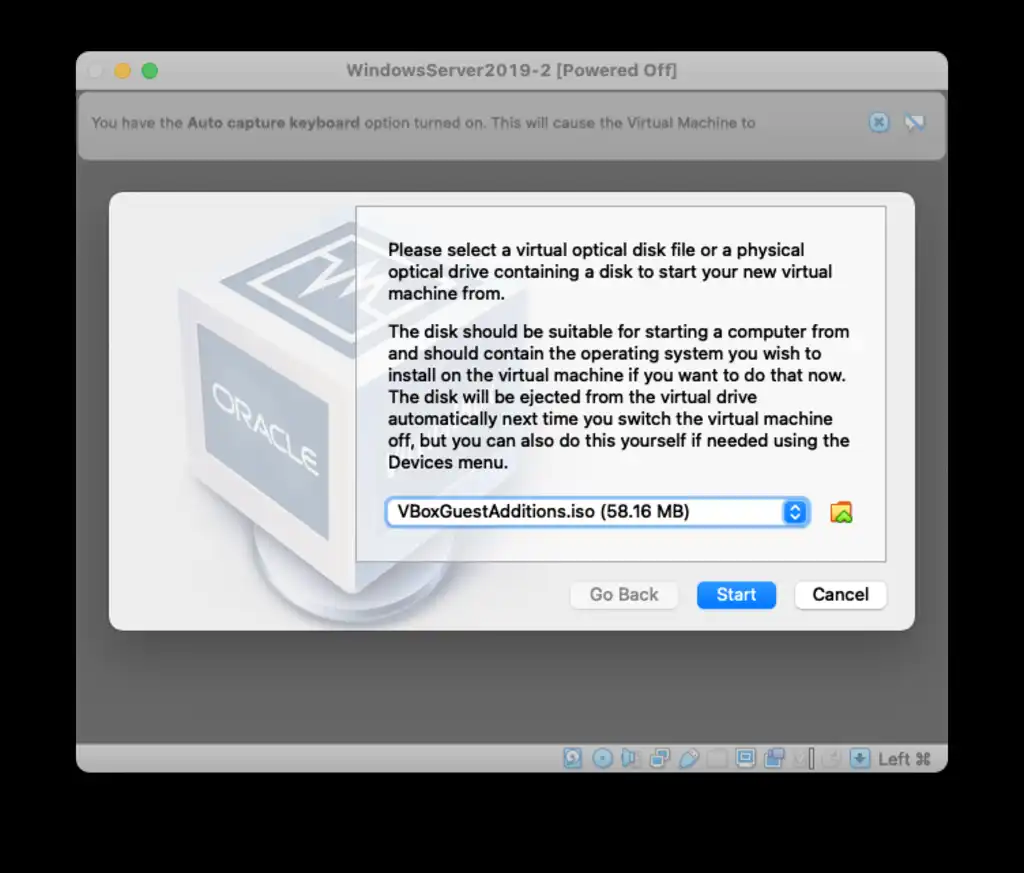 WindowsServer2019-2 [Powered Off]
You have the Auto capture keyboard option turned on. This will cause the Virtual Machine to
Please select a virtual optical disk file or a physical
optical drive containing a disk to start your new virtual
machine from.
The disk should be suitable for starting a computer from
and should contain the operating system you wish to
install on the virtual machine if you want to do that now.
The disk will be ejected from the virtual drive
automatically next time you switch the virtual machine
off, but you can also do this yourself if needed using the
Devices menu.
ORACLE
VBoxGuestAdditions.iso (58.16 MB)
Go Back
Start
Cancel
Left ⌘